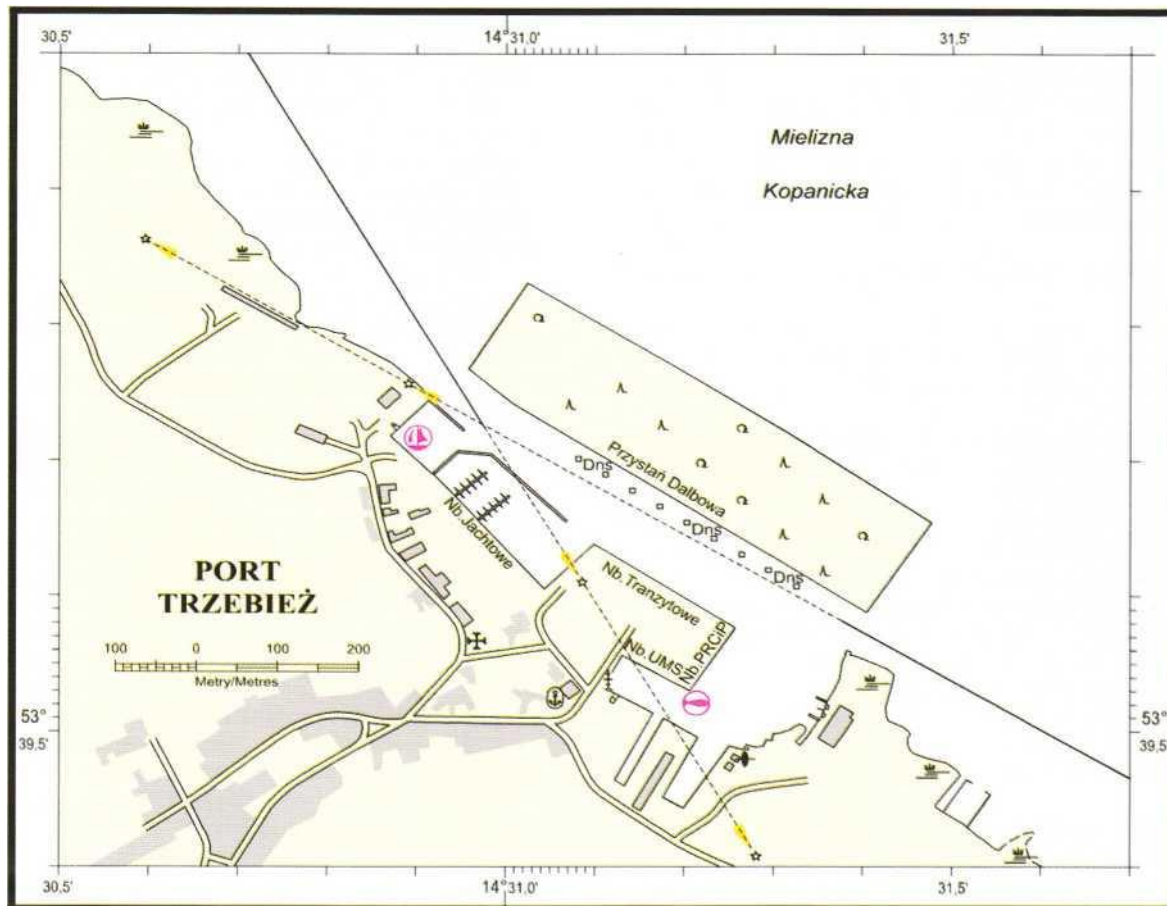 30.5'
14°31,0'
31,5'
Mielizna
Kopanicka
Przystań Dalbowa
Dns
Dns
Dns
Nb.Jachtowe
Nb.Tranzytowe
Nb.UMS
Nb.PRCiP
PORT
TRZEBIEŻ
100 0 100 200
Metry/Metres
53°
39.5'
53°
39.5'
30.5'
14°31,0'
31,5'